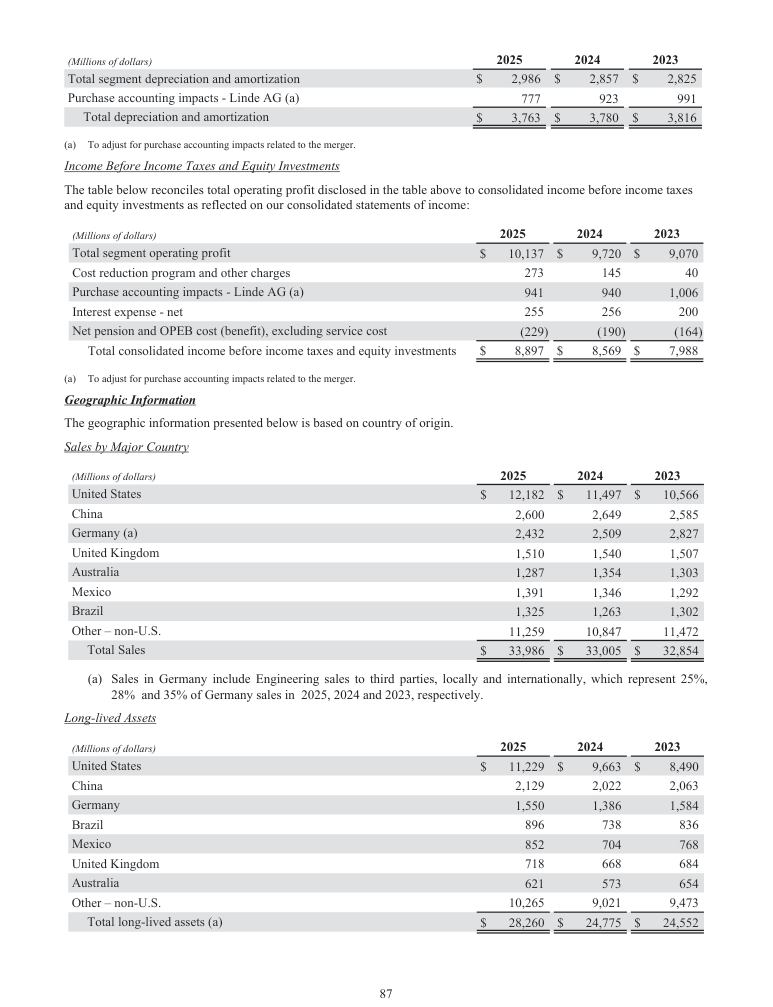 (Millions of dollars) 2025 2024 2023
Total segment depreciation and amortization $ 2,986 $ 2,857 $ 2,825
Purchase accounting impacts - Linde AG (a) 777 923 991
Total depreciation and amortization $ 3,763 $ 3,780 $ 3,816
(a) To adjust for purchase accounting impacts related to the merger.
Income Before Income Taxes and Equity Investments
The table below reconciles total operating profit disclosed in the table above to consolidated income before income taxes
and equity investments as reflected on our consolidated statements of income:
(Millions of dollars) 2025 2024 2023
Total segment operating profit $ 10,137 $ 9,720 $ 9,070
Cost reduction program and other charges 273 145 40
Purchase accounting impacts - Linde AG (a) 941 940 1,006
Interest expense - net 255 256 200
Net pension and OPEB cost (benefit), excluding service cost (229) (190) (164)
Total consolidated income before income taxes and equity investments $ 8,897 $ 8,569 $ 7,988
(a) To adjust for purchase accounting impacts related to the merger.
Geographic Information
The geographic information presented below is based on country of origin.
Sales by Major Country
(Millions of dollars) 2025 2024 2023
United States $ 12,182 $ 11,497 $ 10,566
China 2,600 2,649 2,585
Germany (a) 2,432 2,509 2,827
United Kingdom 1,510 1,540 1,507
Australia 1,287 1,354 1,303
Mexico 1,391 1,346 1,292
Brazil 1,325 1,263 1,302
Other – non-U.S. 11,259 10,847 11,472
Total Sales $ 33,986 $ 33,005 $ 32,854
(a) Sales in Germany include Engineering sales to third parties, locally and internationally, which represent 25%,
28% and 35% of Germany sales in 2025, 2024 and 2023, respectively.
Long-lived Assets
(Millions of dollars) 2025 2024 2023
United States $ 11,229 $ 9,663 $ 8,490
China 2,129 2,022 2,063
Germany 1,550 1,386 1,584
Brazil 896 738 836
Mexico 852 704 768
United Kingdom 718 668 684
Australia 621 573 654
Other – non-U.S. 10,265 9,021 9,473
Total long-lived assets (a) $ 28,260 $ 24,775 $ 24,552
87